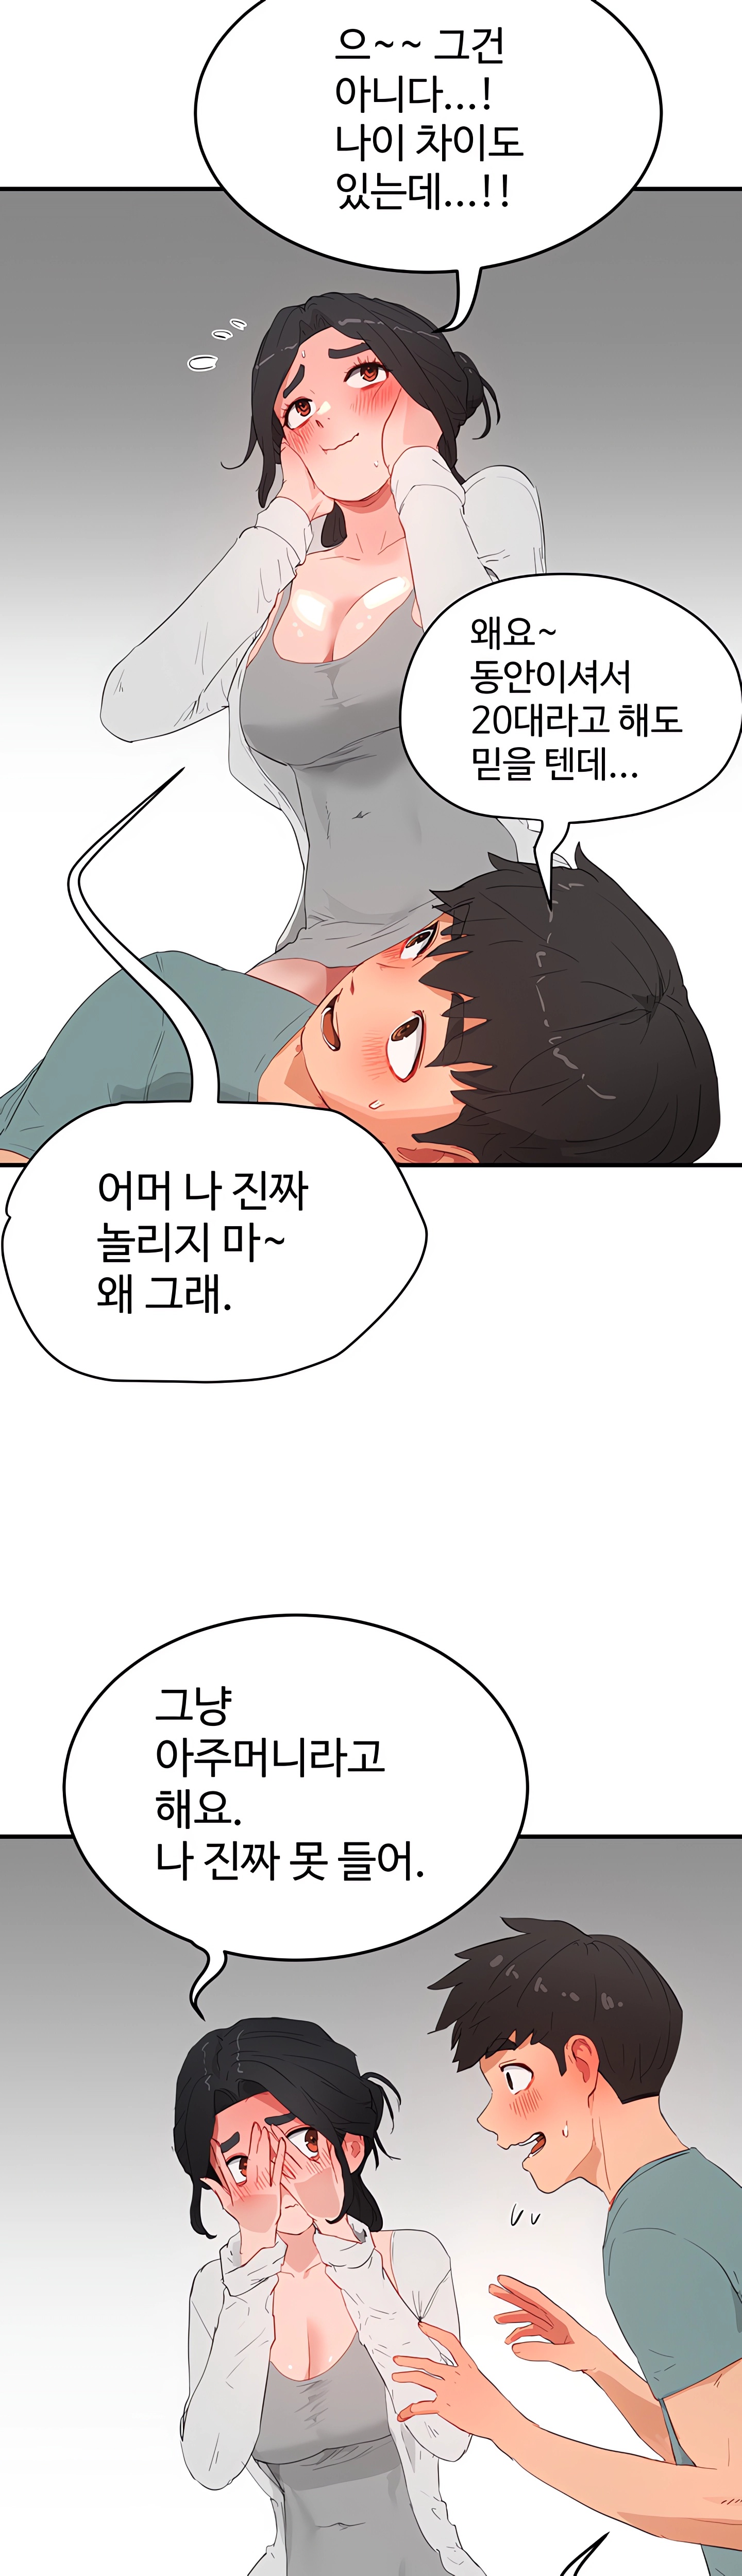 으~~ 그건
아니다...!
나이 차이도
있는데...!!
왜요~
동안이셔서
20대라고 해도
믿을 텐데...
어머 나 진짜
놀리지 마~
왜 그래.
그냥
아주머니라고
해요.
나 진짜 못 들어.